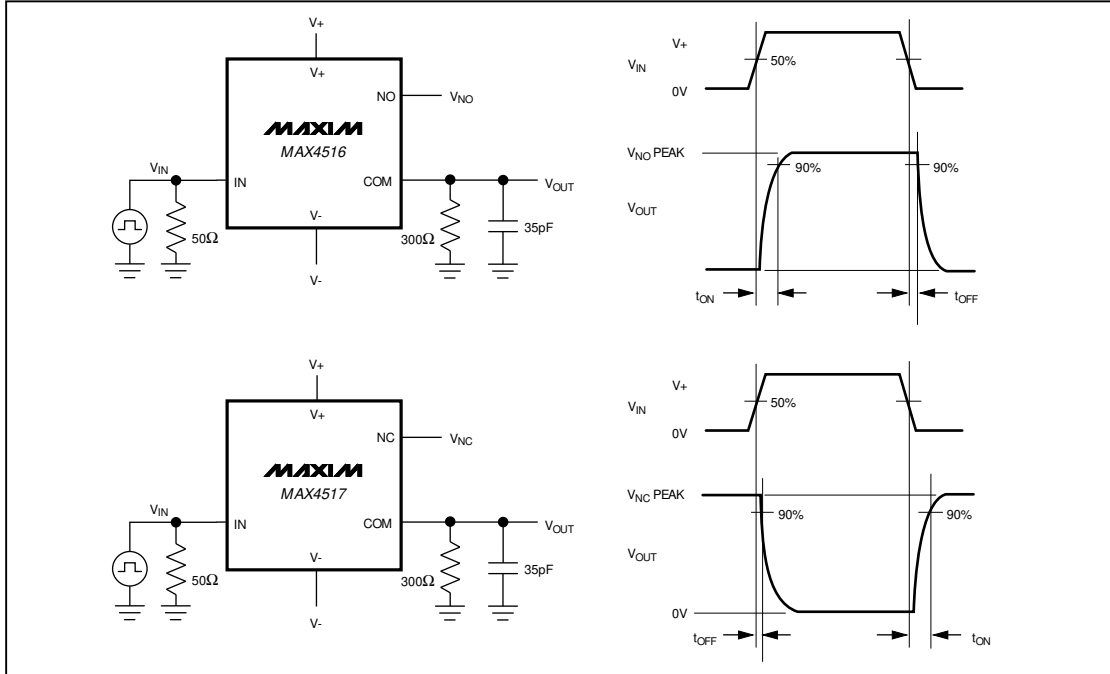 V+
V+
NO
VNO
MAXIM
MAX4516
VIN
IN
COM
VOUT
V-
50Ω
300Ω
35pF
V-
V+
VIN
50%
0V
VNO PEAK
90%
90%
VOUT
tON
tOFF
V+
V+
NC
VNC
MAXIM
MAX4517
VIN
IN
COM
VOUT
V-
50Ω
300Ω
35pF
V-
V+
VIN
50%
0V
VNC PEAK
90%
90%
VOUT
0V
tOFF
tON